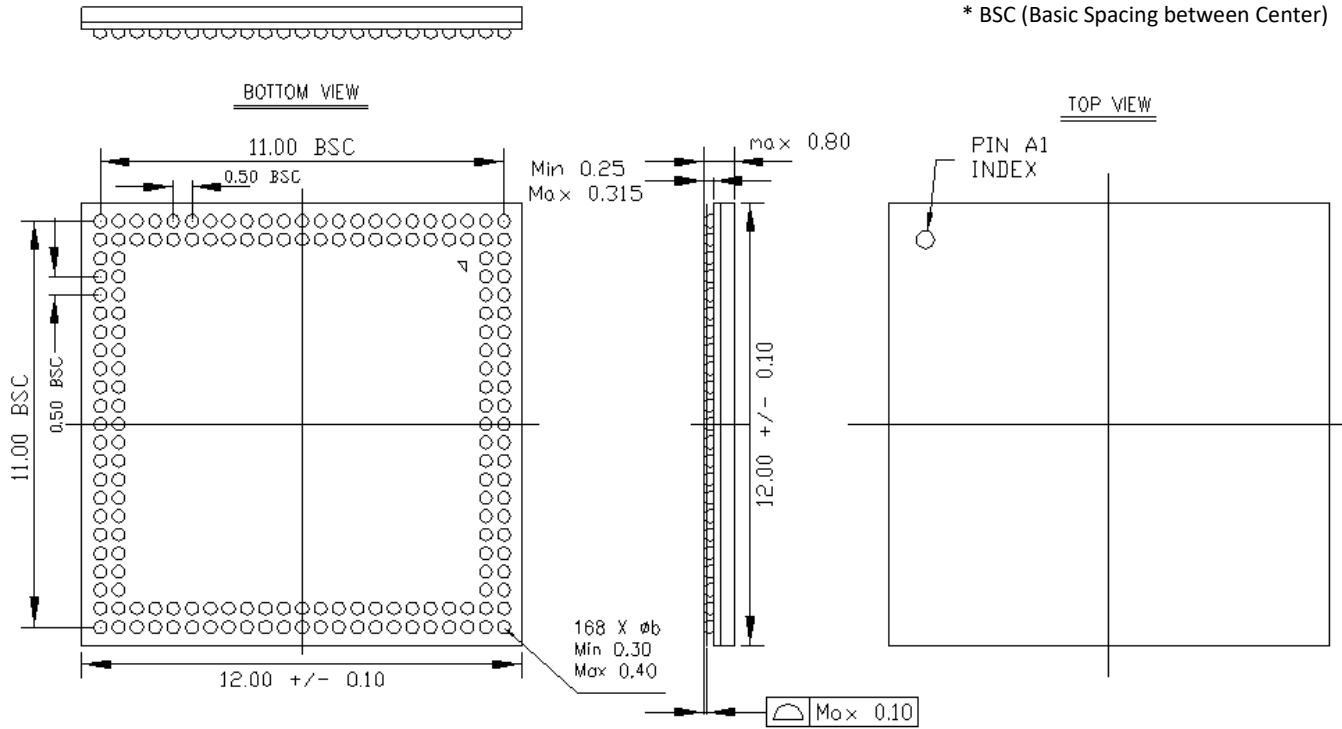 * BSC (Basic Spacing between Center)
BOTTOM VIEW
TOP VIEW
11.00 BSC
0.50 BSC
Min 0.25
Max 0.315
max 0.80
PIN A1
INDEX
11.00 BSC
0.50 BSC
12.00 +/- 0.10
168 X øb
Min 0.30
Max 0.40
12.00 +/- 0.10
Max 0.10